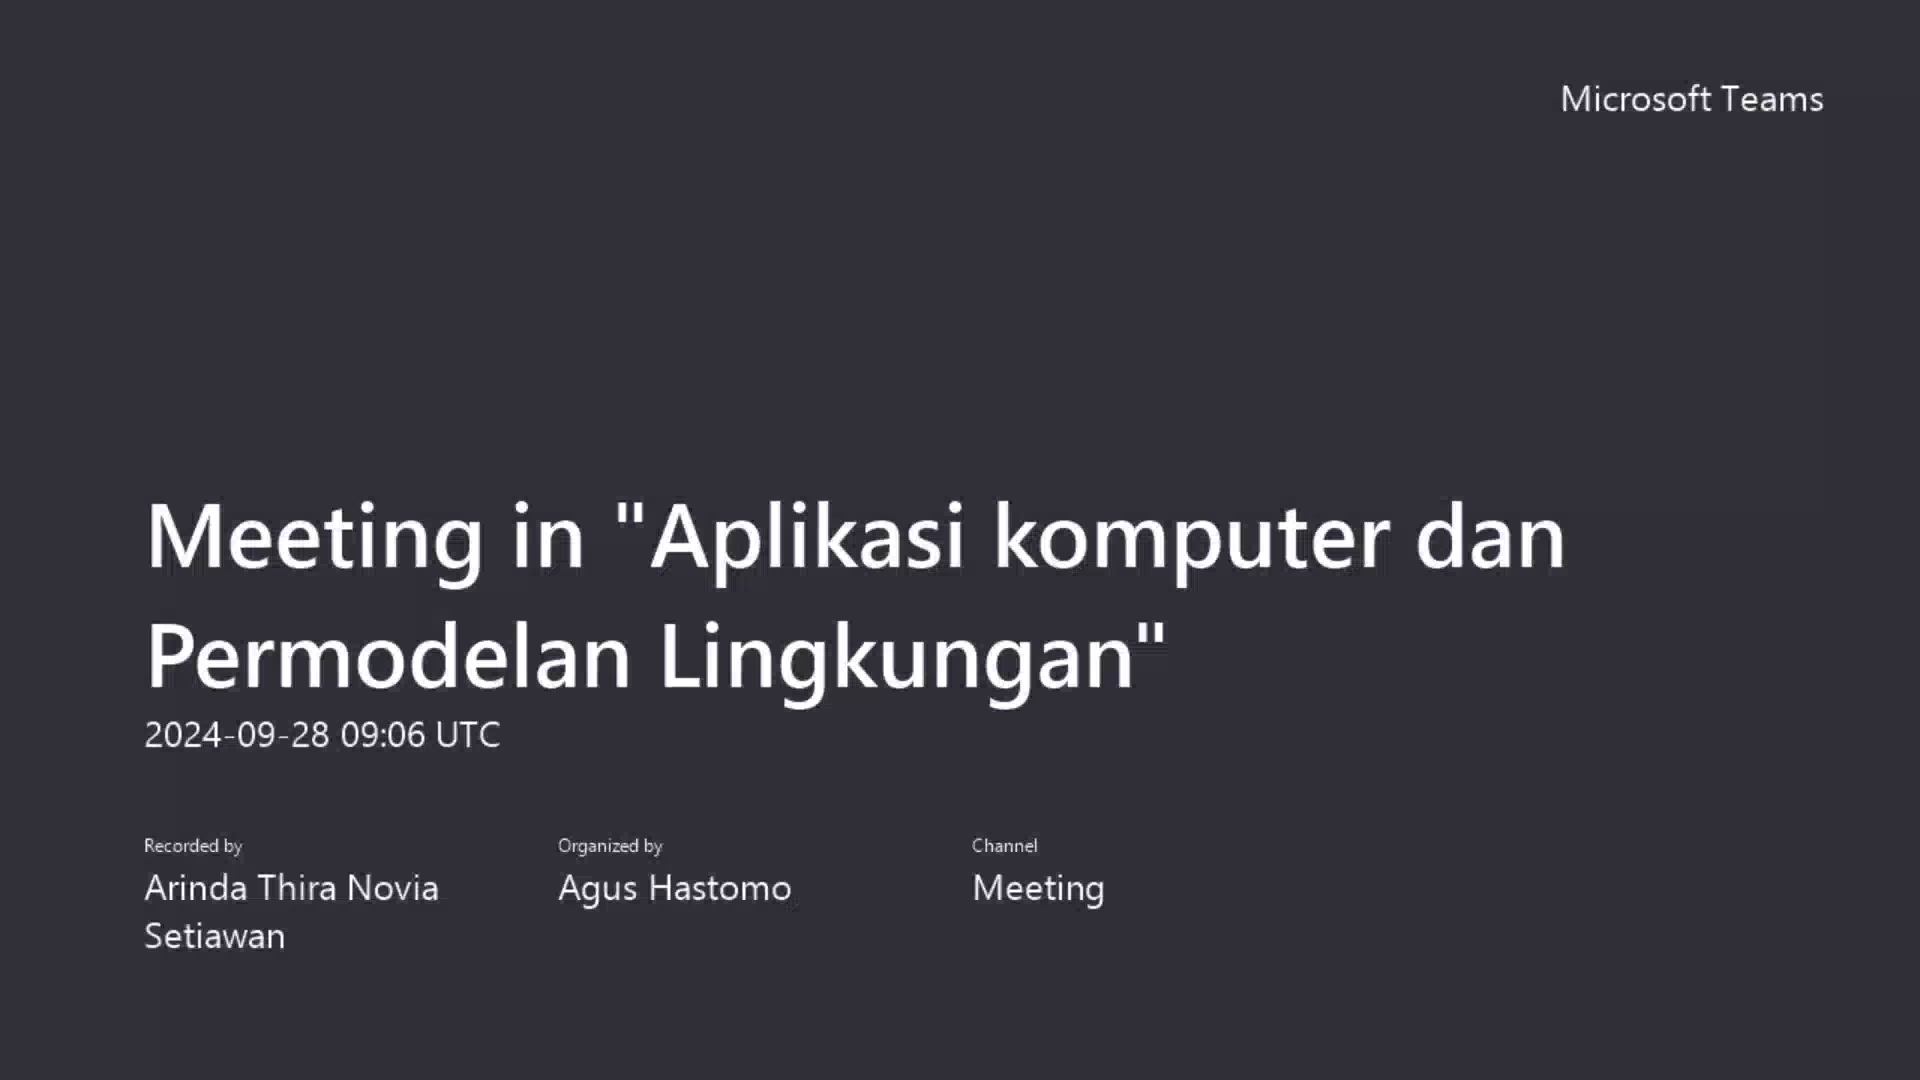 Microsoft Teams
Meeting in "Aplikasi komputer dan
Permodelan Lingkungan"
2024-09-28 09:06 UTC
Recorded by
Arinda Thira Novia
Setiawan
Organized by
Agus Hastomo
Channel
Meeting